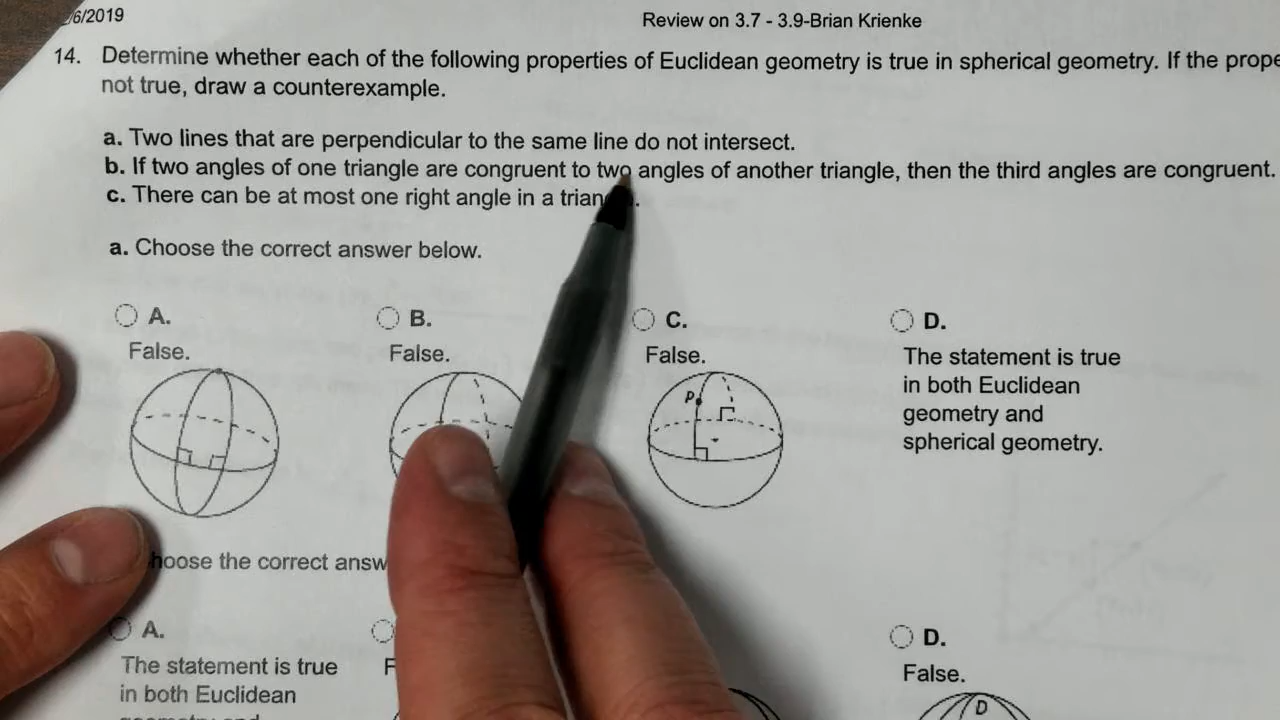 6/2019
Review on 3.7 - 3.9-Brian Krienke
14. Determine whether each of the following properties of Euclidean geometry is true in spherical geometry. If the
not true, draw a counterexample.
a. Two lines that are perpendicular to the same line do not intersect.
b. If two angles of one triangle are congruent to two angles of another triangle, then the third angles are congruent.
c. There can be at most one right angle in a
a. Choose the correct answer below.
A. B. C. D.
False. False. False. The statement is true
in both Euclidean
P
geometry and
spherical geometry.
the correct
A. D.
The statement is true False.
in both Euclidean
D